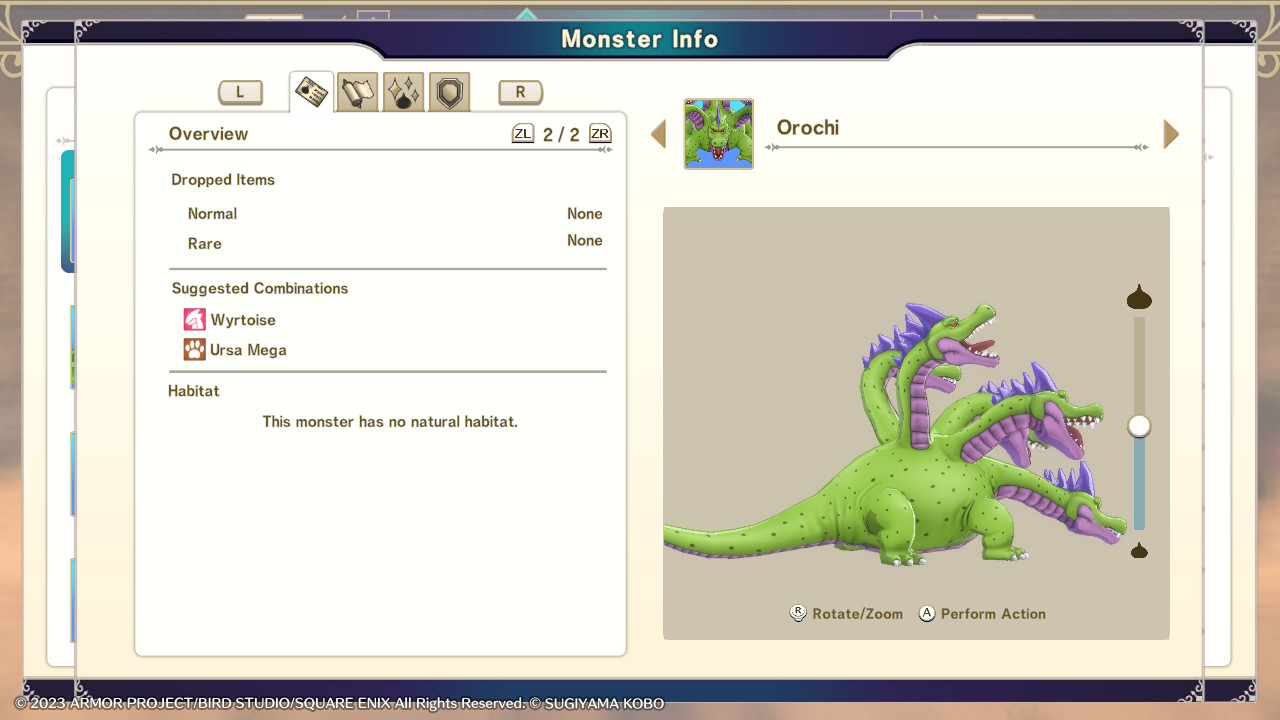 Monster Info
L
R
Overview
ZL 2 / 2 ZR
Dropped Items
Normal None
Rare None
Suggested Combinations
Wyrtoise
Ursa Mega
Habitat
This monster has no natural habitat.
Orochi
R Rotate/Zoom A Perform Action
© 2023 ARMOR PROJECT/BIRD STUDIO/SQUARE ENIX All Rights Reserved. © SUGIYAMA KOBO